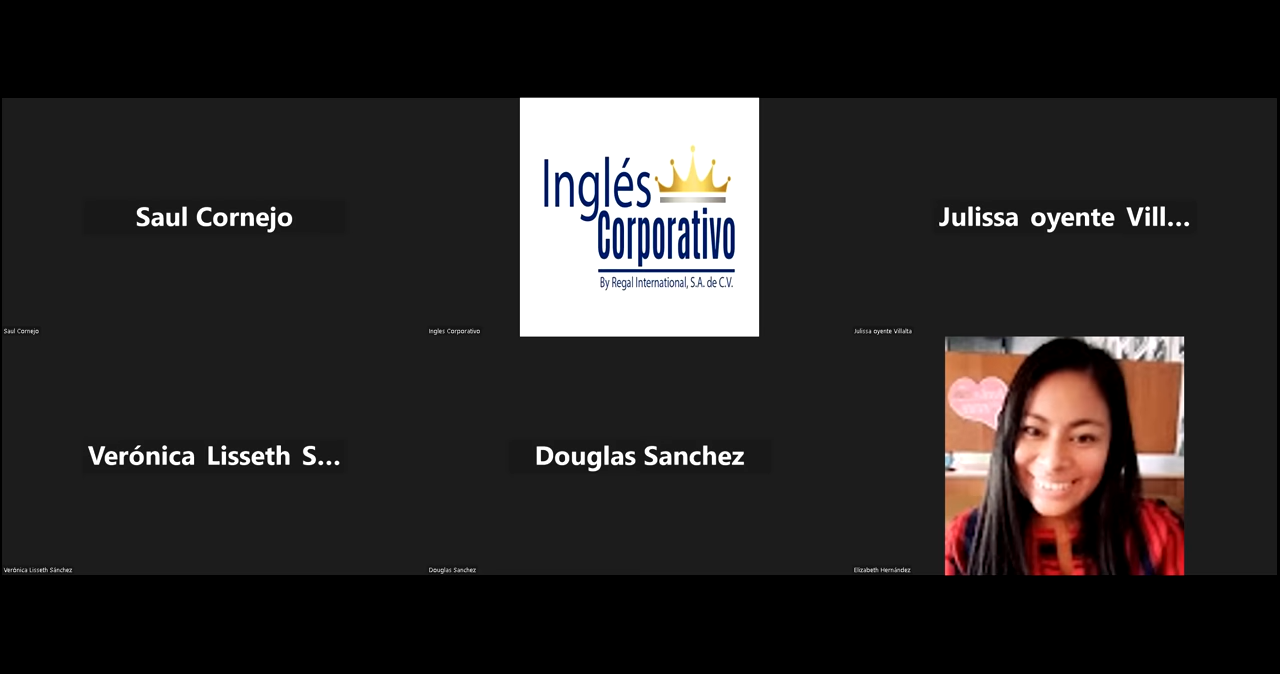 Saul Cornejo
Inglés
Corporativo
By Regal International, S.A. de C.V.
Julissa oyente Vill...
Saul Cornejo
Ingles Corporativo
Julissa oyente Villalta
Verónica Lisseth S...
Douglas Sanchez
Verónica Lisseth Sánchez
Douglas Sanchez
Elizabeth Hernández